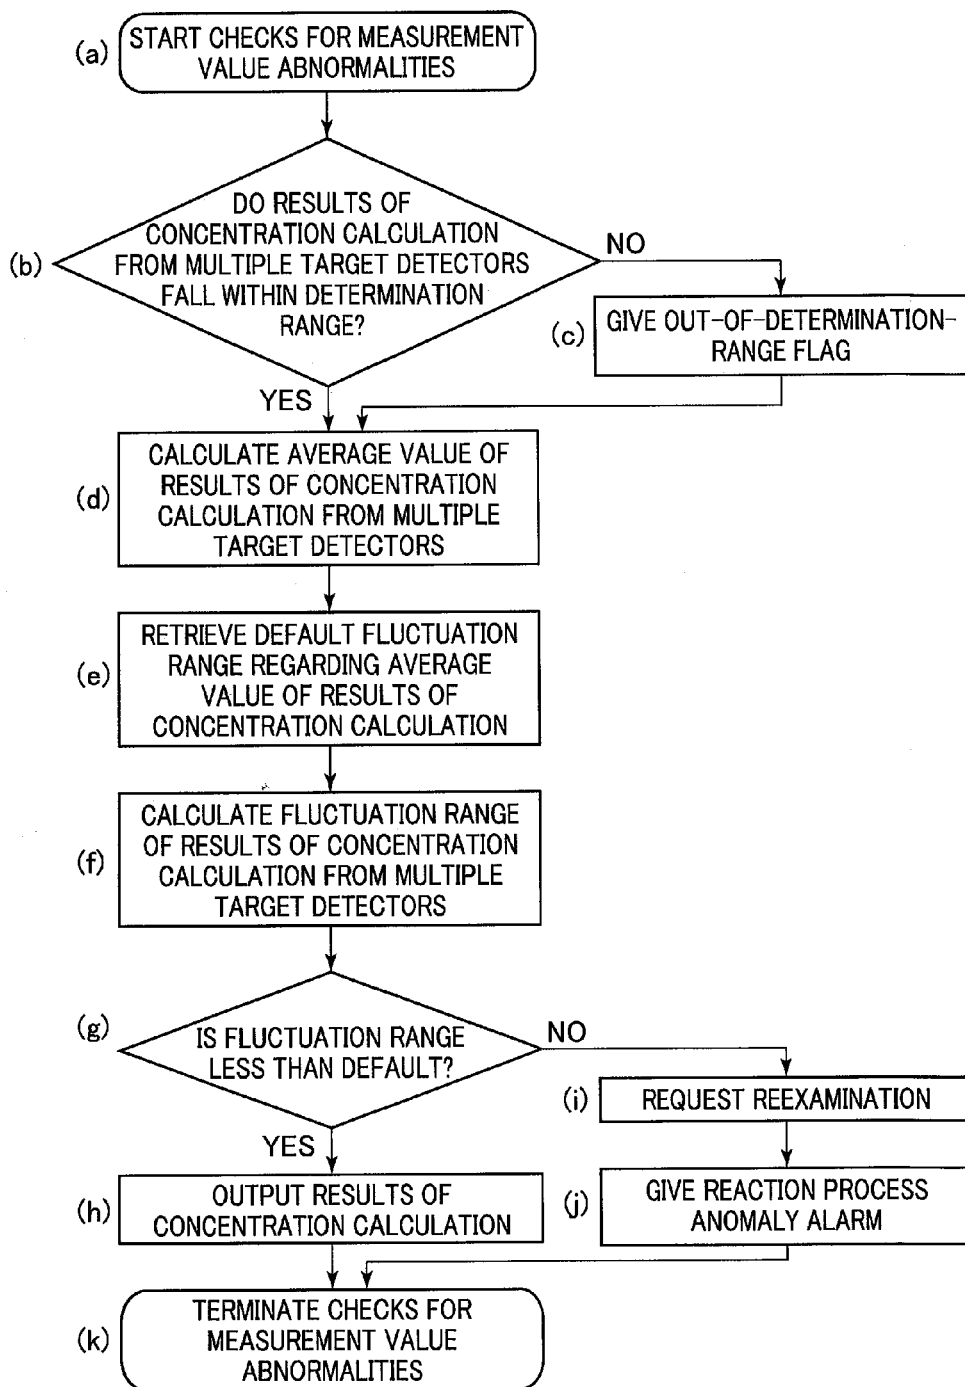 (a)
START CHECKS FOR MEASUREMENT
VALUE ABNORMALITIES
(b)
DO RESULTS OF
CONCENTRATION CALCULATION
FROM MULTIPLE TARGET DETECTORS
FALL WITHIN DETERMINATION
RANGE?
NO
YES
(c)
GIVE OUT-OF-DETERMINATION-
RANGE FLAG
(d)
CALCULATE AVERAGE VALUE OF
RESULTS OF CONCENTRATION
CALCULATION FROM MULTIPLE
TARGET DETECTORS
(e)
RETRIEVE DEFAULT FLUCTUATION
RANGE REGARDING AVERAGE
VALUE OF RESULTS OF
CONCENTRATION CALCULATION
(f)
CALCULATE FLUCTUATION RANGE
OF RESULTS OF CONCENTRATION
CALCULATION FROM MULTIPLE
TARGET DETECTORS
(g)
IS FLUCTUATION RANGE
LESS THAN DEFAULT?
NO
YES
(i)
REQUEST REEXAMINATION
(h)
OUTPUT RESULTS OF
CONCENTRATION CALCULATION
(j)
GIVE REACTION PROCESS
ANOMALY ALARM
(k)
TERMINATE CHECKS FOR
MEASUREMENT VALUE
ABNORMALITIES